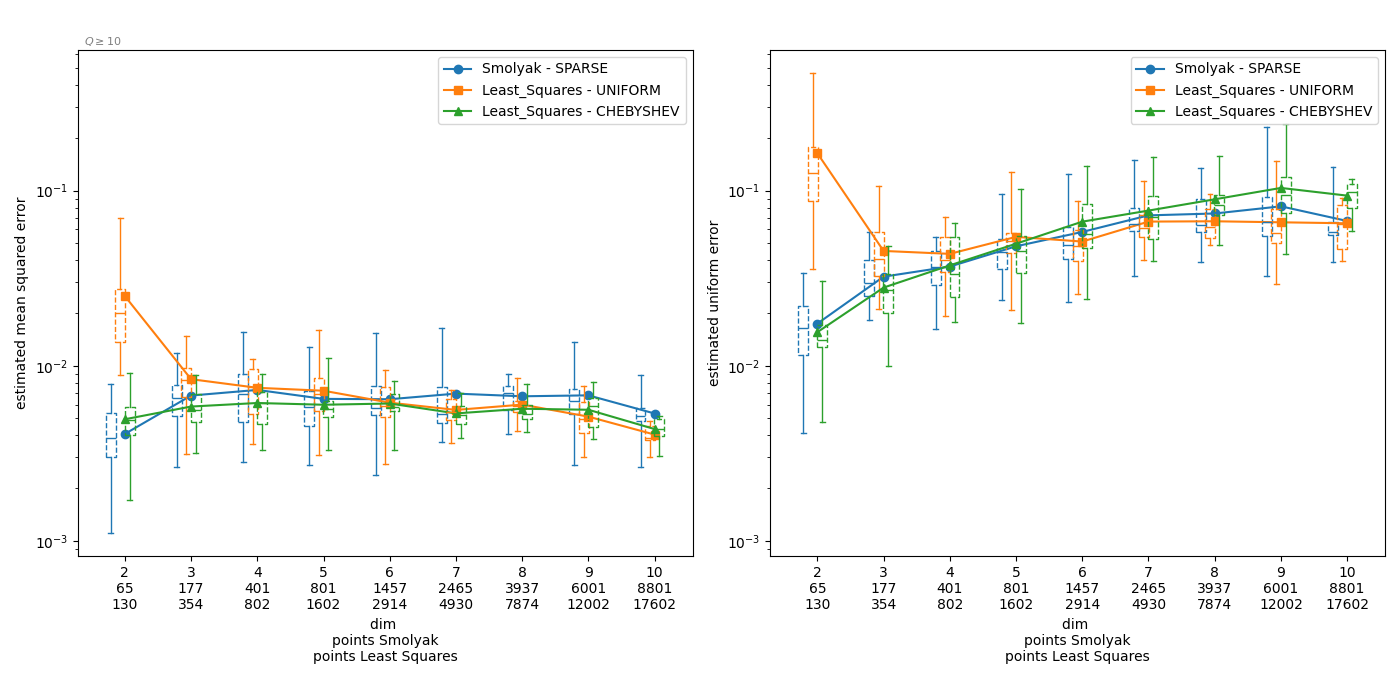 Q ≥ 10
Smolyak - SPARSE
Least_Squares - UNIFORM
Least_Squares - CHEBYSHEV
estimated mean squared error
10⁻¹
10⁻²
10⁻³
2 3 4 5 6 7 8 9 10
65 177 401 801 1457 2465 3937 6001 8801
130 354 802 1602 2914 4930 7874 12002 17602
dim
points Smolyak
points Least Squares
Smolyak - SPARSE
Least_Squares - UNIFORM
Least_Squares - CHEBYSHEV
estimated uniform error
10⁻¹
10⁻²
10⁻³
2 3 4 5 6 7 8 9 10
65 177 401 801 1457 2465 3937 6001 8801
130 354 802 1602 2914 4930 7874 12002 17602
dim
points Smolyak
points Least Squares